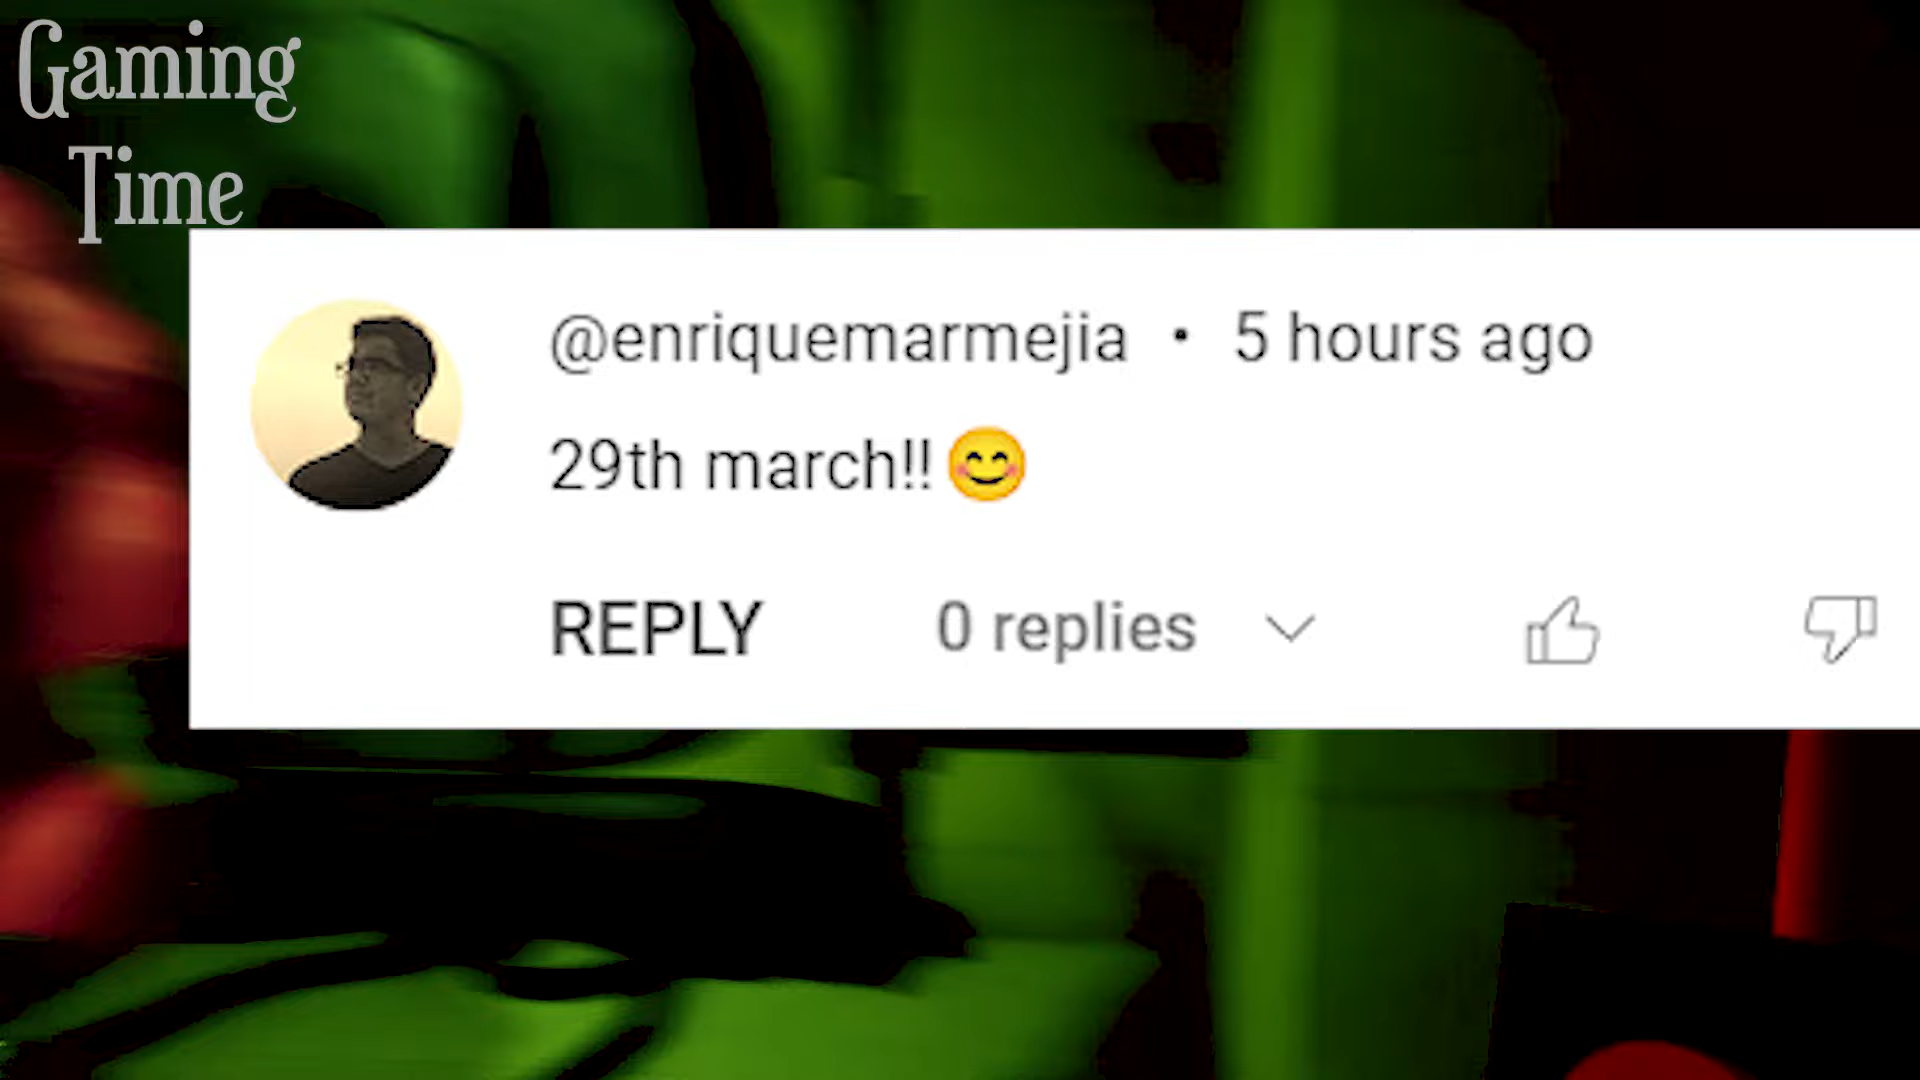 Gaming
Time
@enriquemarmejia • 5 hours ago
29th march!!😊
REPLY 0 replies